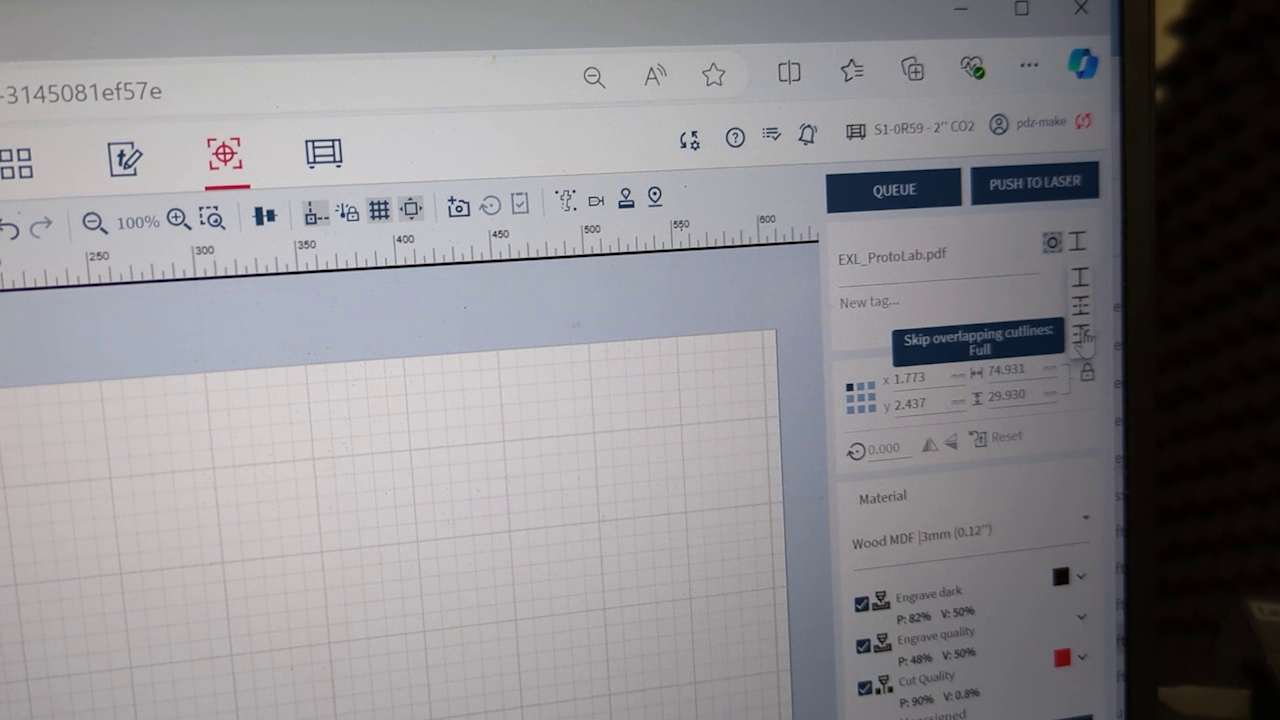 -3145081ef57e
S1-0R59 - 2" CO2
pdz-make
QUEUE
PUSH TO LASER
100%
250
300
350
400
450
500
550
600
EXL_ProtoLab.pdf
New tag...
Skip overlapping cutlines:
Full
x 1.773 mm 74.931 mm
y 2.437 mm 29.930 mm
0.000
Reset
Material
Wood MDF |3mm (0.12")
Engrave dark
P: 82% V: 50%
Engrave quality
P: 48% V: 50%
Cut Quality
P: 90% V: 0.8%
Unassigned